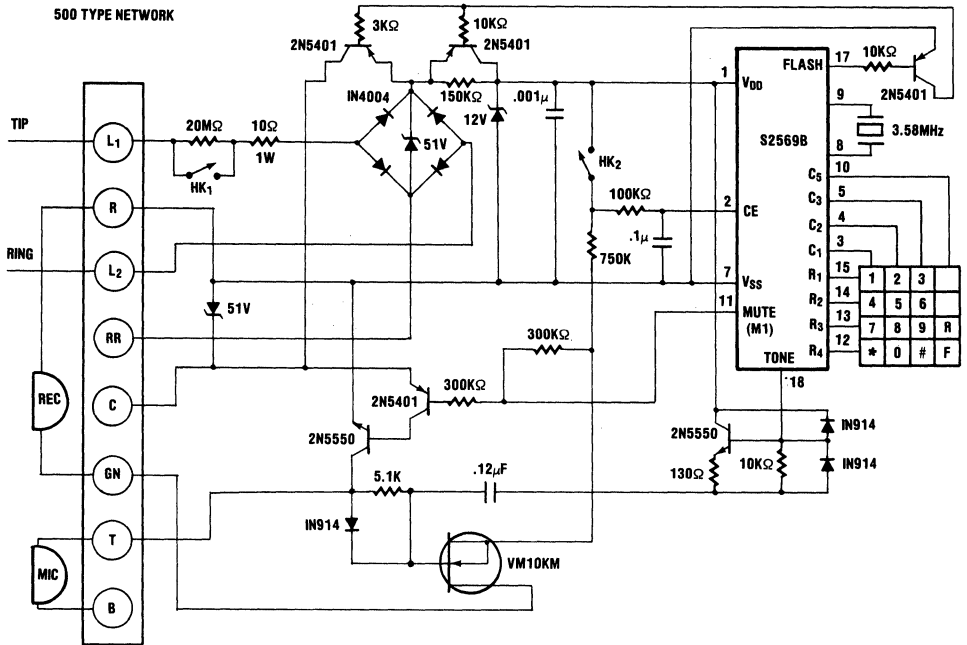 500 TYPE NETWORK
3KΩ
10KΩ
2N5401
2N5401
10KΩ
FLASH
17
2N5401
1
VDD
IN4004
150KΩ
.001μ
12V
9
3.58MHz
8
TIP
L1
20MΩ
10Ω
1W
HK1
51V
HK2
S2569B
C5
10
C3
5
C2
4
C1
3
100KΩ
2
CE
R
.1μ
750K
RING
L2
7
VSS
R1
15
1 2 3
R2
14
4 5 6
R3
13
7 8 9 R
R4
12
* 0 # F
51V
11
MUTE
(M1)
RR
300KΩ
TONE
18
REC
C
2N5401
300KΩ
2N5550
2N5550
IN914
130Ω
10KΩ
IN914
GN
5.1K
.12μF
IN914
T
MIC
VM10KM
B